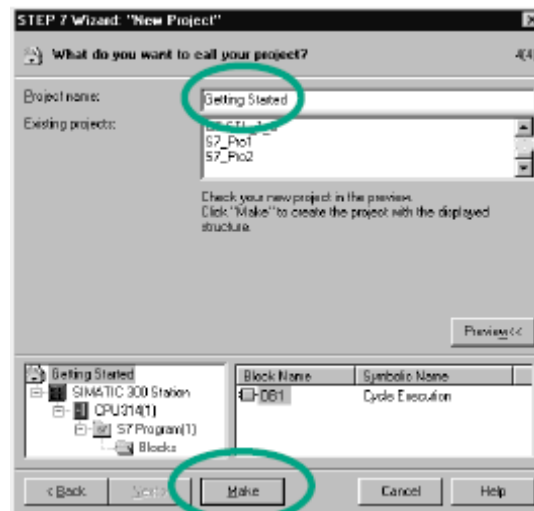 STEP 7 Wizard: "New Project"
What do you want to call your project?
4(4)
Project name:
Getting Started
Existing projects:
S7_Pro1
S7_Pro2
Check your new project in the preview.
Click "Make" to create the project with the displayed
structure.
Preview<<
Getting Started
SIMATIC 300 Station
CPU314(1)
S7 Program(1)
Blocks
Block Name
Symbolic Name
OB1
Cycle Execution
< Back
Next >
Make
Cancel
Help